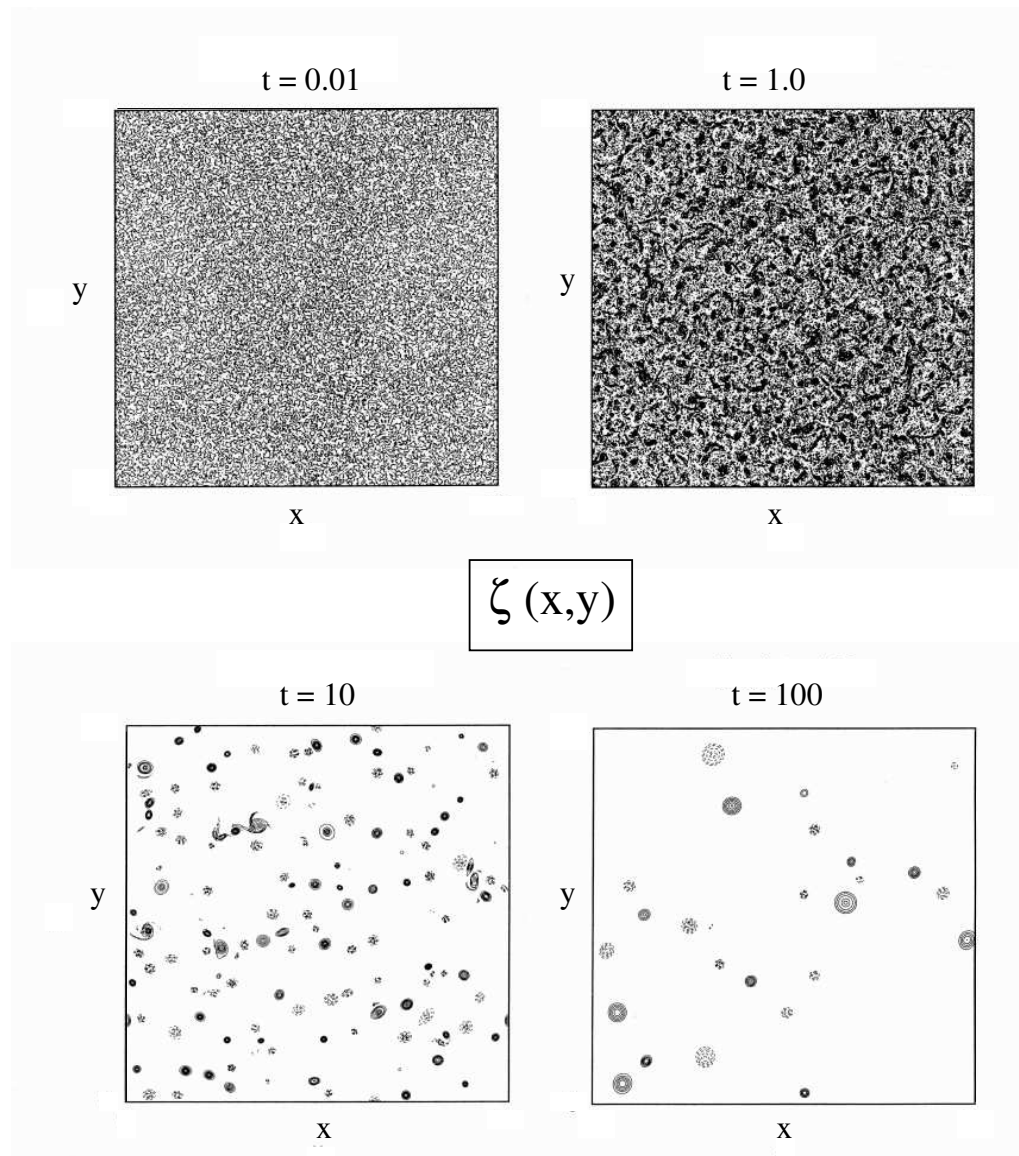 t = 0.01
t = 1.0
y
y
x
x
ζ (x,y)
t = 10
t = 100
y
y
x
x